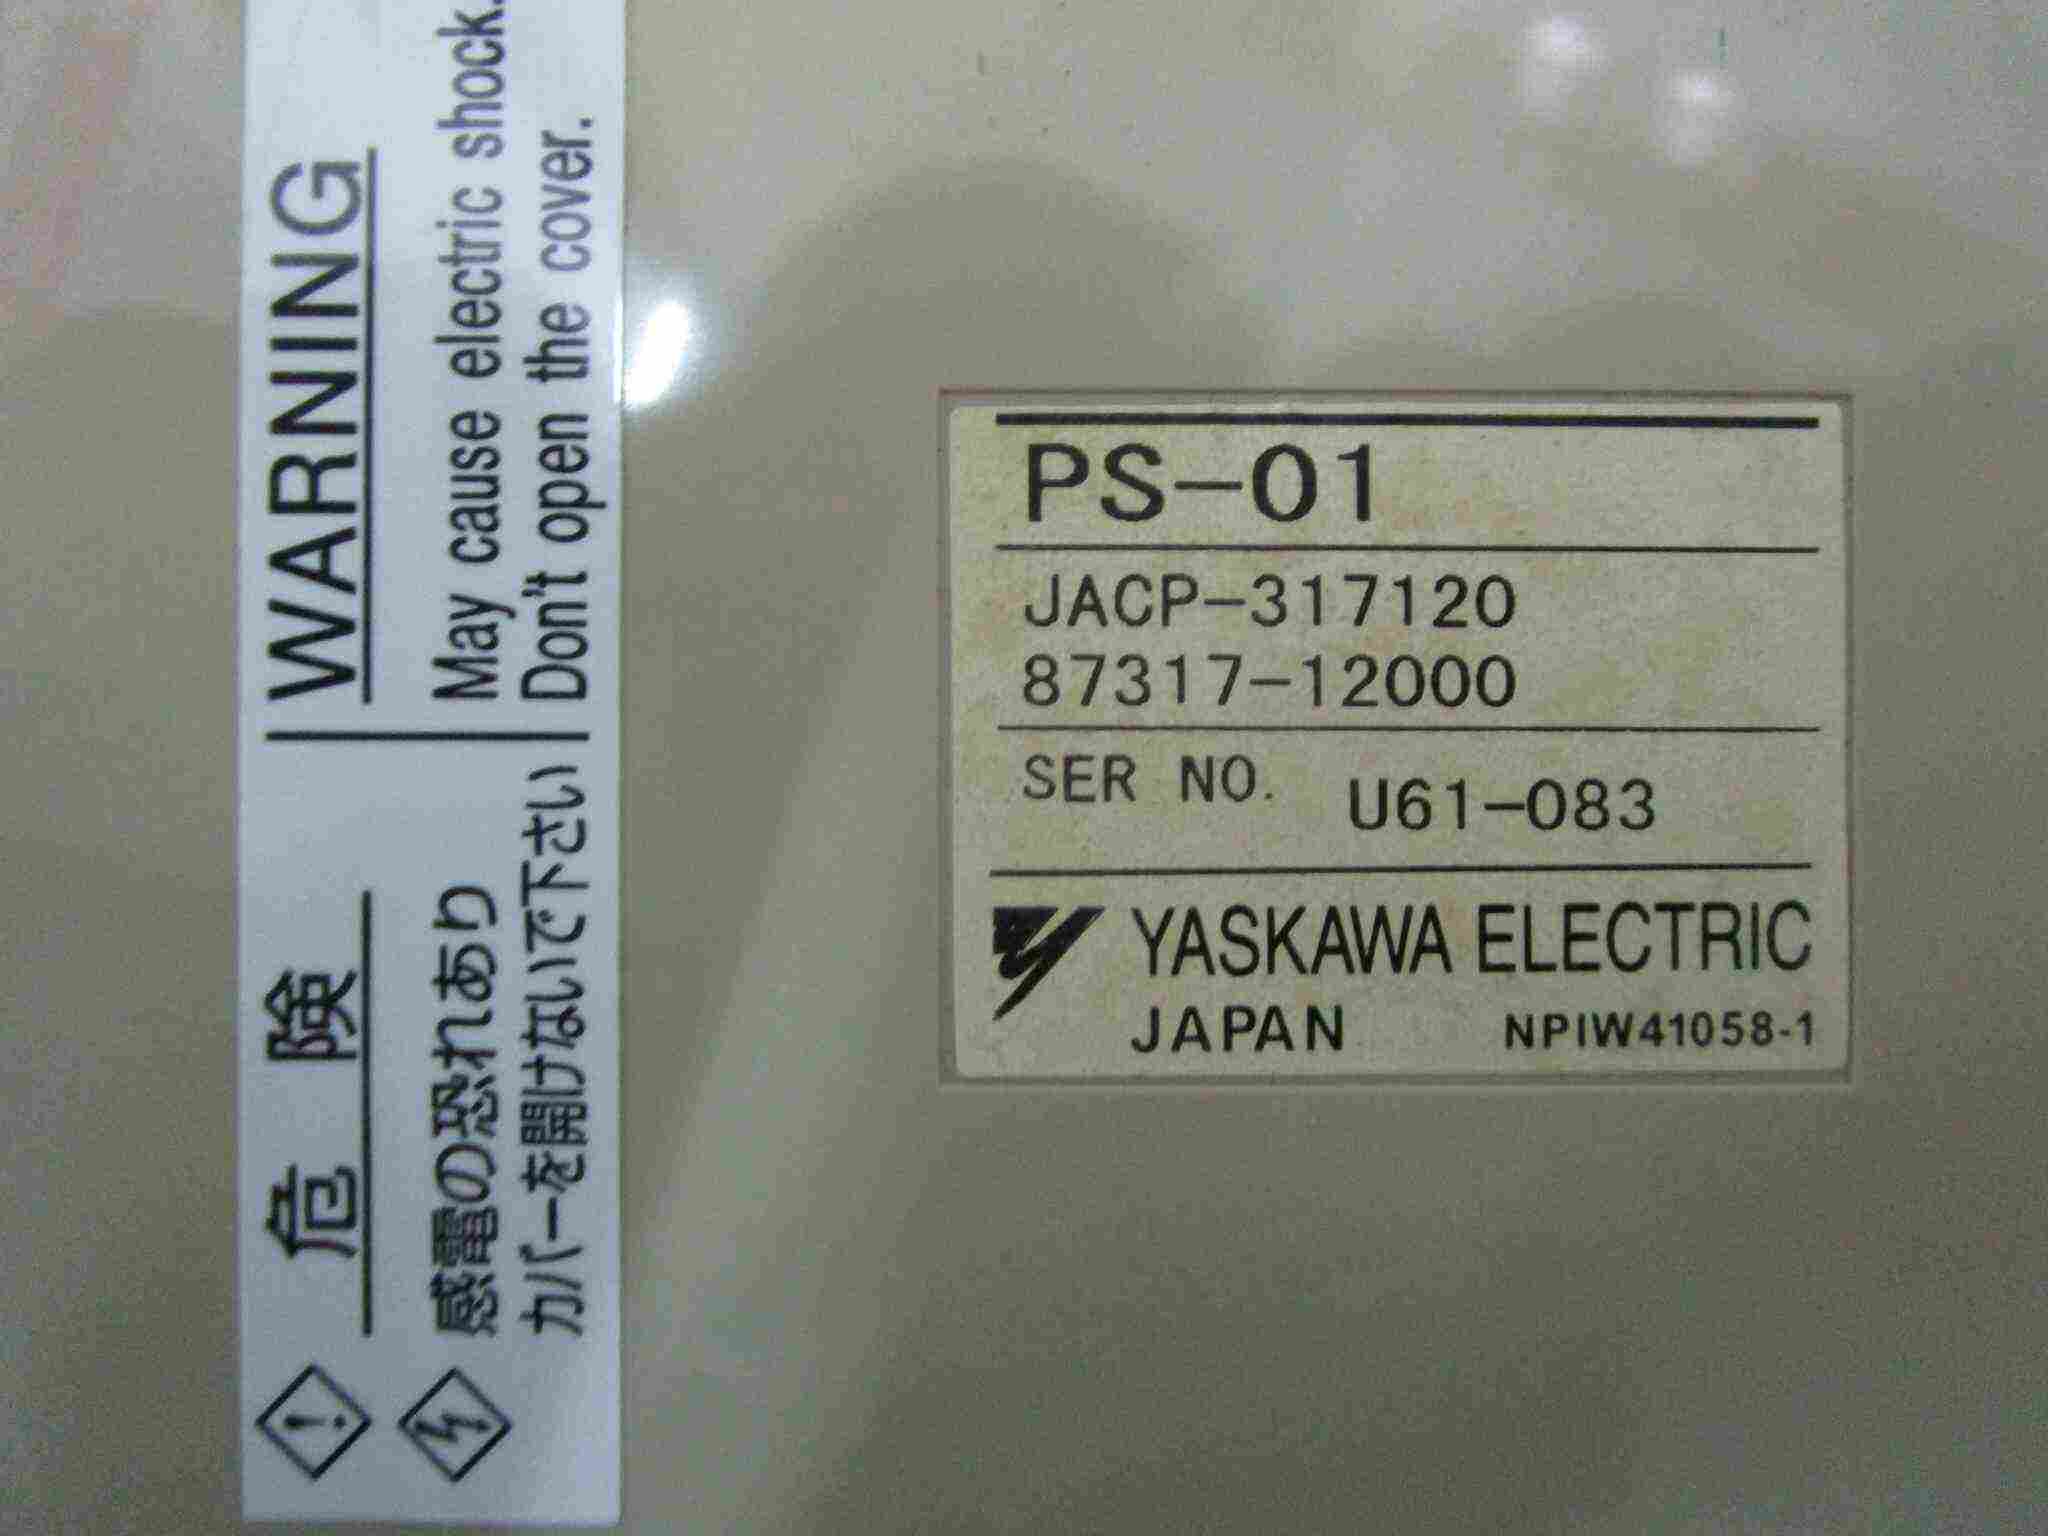 危険
感電の恐れあり
カバーを開けないで下さい
WARNING
May cause electric shock.
Don"t open the cover.
PS-01
JACP-317120
87317-12000
SER NO. U61-083
YASKAWA ELECTRIC
JAPAN NPIW41058-1